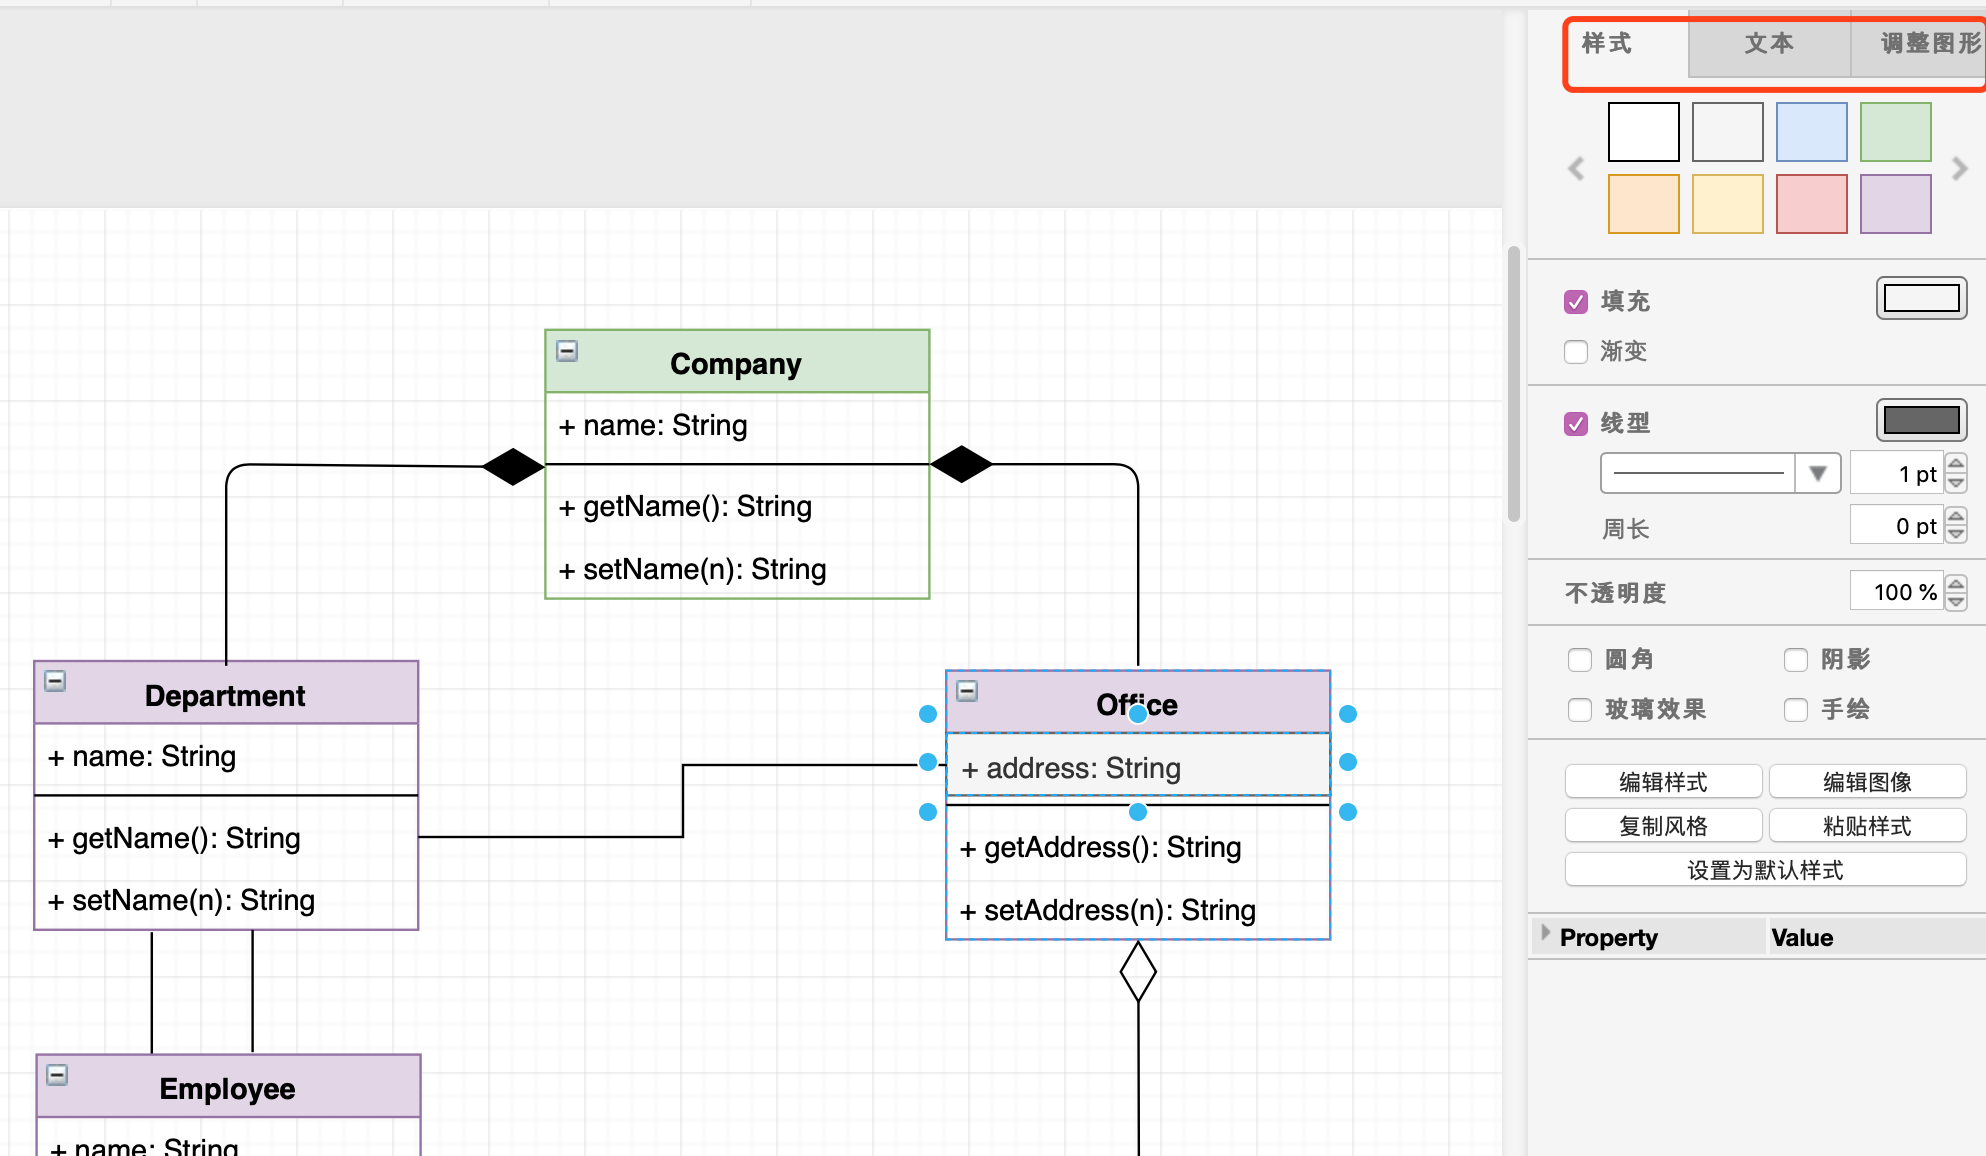 样式
文本
调整图形
填充
渐变
线型
1 pt
周长
0 pt
不透明度
100 %
圆角
阴影
玻璃效果
手绘
编辑样式
编辑图像
复制风格
粘贴样式
设置为默认样式
Property
Value
Company
+ name: String
+ getName(): String
+ setName(n): String
Department
+ name: String
+ getName(): String
+ setName(n): String
Office
+ address: String
+ getAddress(): String
+ setAddress(n): String
Employee
+ name: String